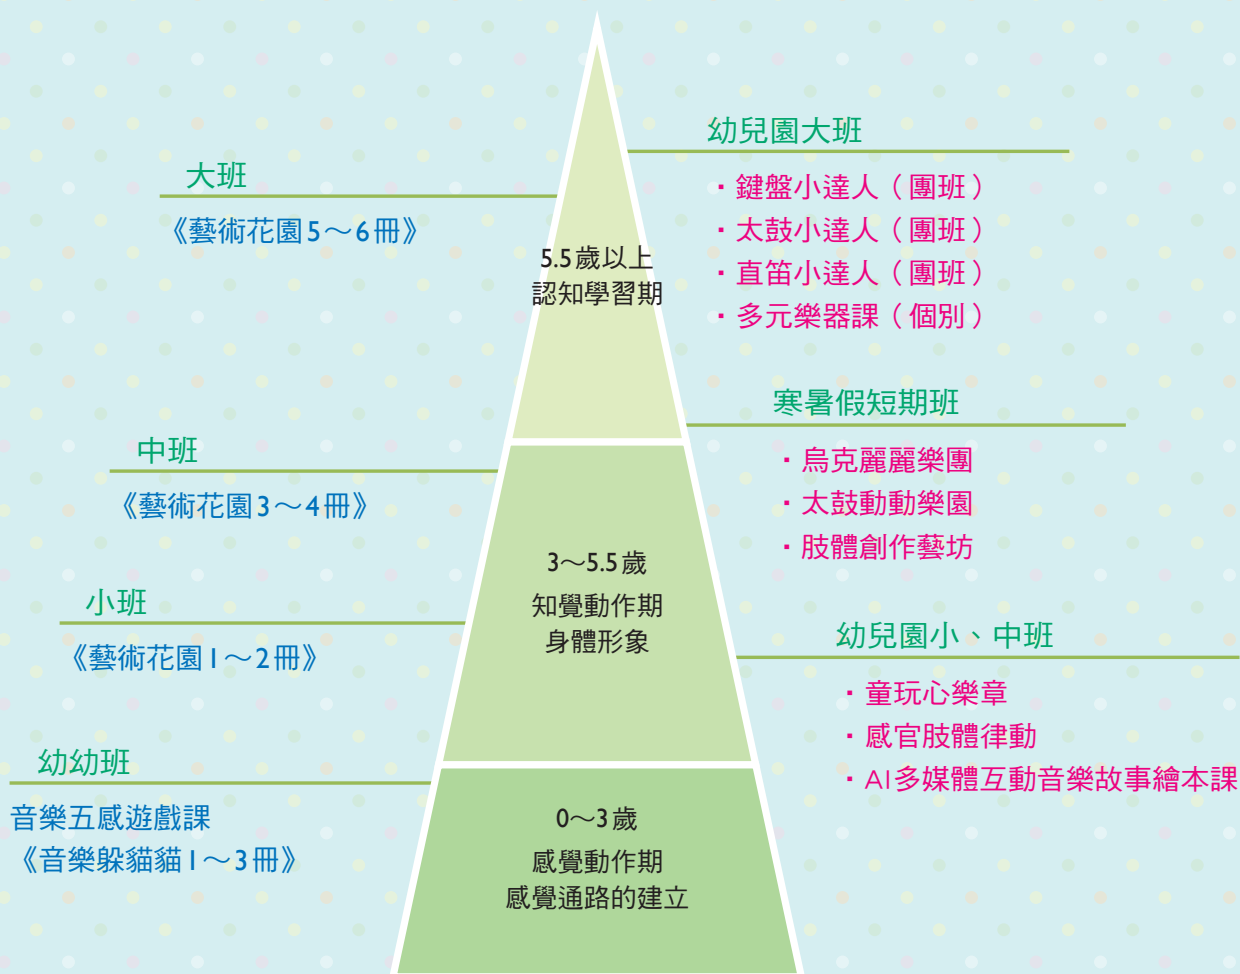 大班
《藝術花園5～6冊》
中班
《藝術花園3～4冊》
小班
《藝術花園1～2冊》
幼幼班
音樂五感遊戲課
《音樂躲貓貓1～3冊》
5.5歲以上
認知學習期
3～5.5歲
知覺動作期
身體形象
0～3歲
感覺動作期
感覺通路的建立
幼兒園大班
・鍵盤小達人（團班）
・太鼓小達人（團班）
・直笛小達人（團班）
・多元樂器課（個別）
寒暑假短期班
・烏克麗麗樂團
・太鼓動動樂園
・肢體創作藝坊
幼兒園小、中班
・童玩心樂章
・感官肢體律動
・AI多媒體互動音樂故事繪本課